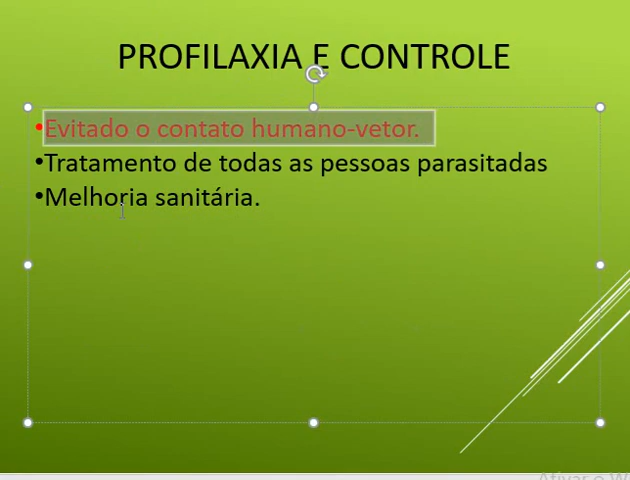 PROFILAXIA E CONTROLE
•Evitado o contato humano-vetor.
•Tratamento de todas as pessoas parasitadas
•Melhoria sanitária.